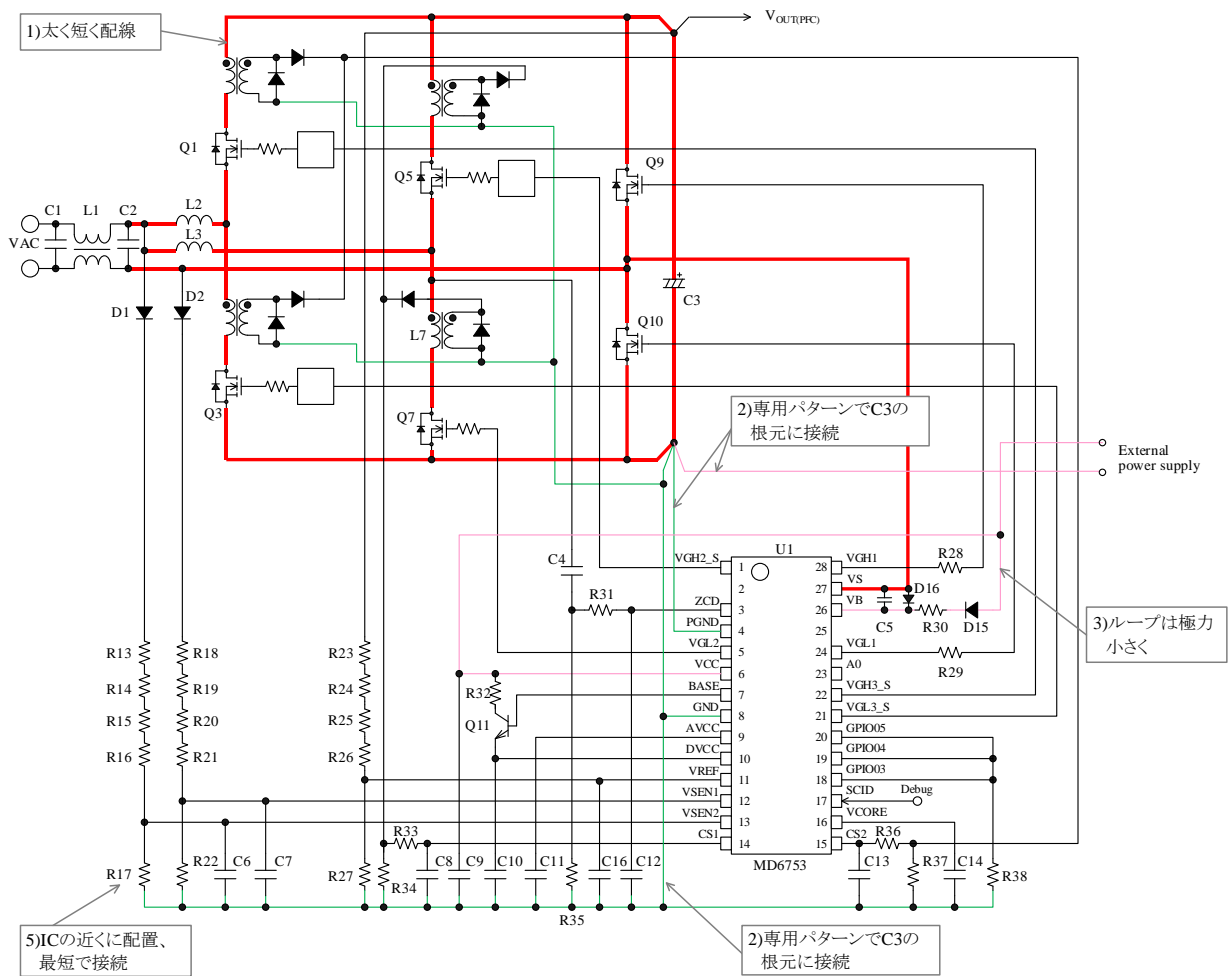 1)太く短く配線
V_OUT(PFC)
Q1
Q5
Q9
C1
L1
C2
L2
L3
VAC
C3
D1
D2
Q10
L7
Q3
Q7
2)専用パターンでC3の
根元に接続
External
power supply
U1
C4
VGH2_S
1
28
VGH1
R28
2
27
VS
D16
R31
ZCD
3
26
VB
C5
R30
D15
3)ループは極力
小さく
PGND
4
25
R13
R18
R23
VGL2
5
24
VGL1
R29
R14
R19
R24
VCC
6
23
A0
R32
BASE
7
22
VGH3_S
R15
R20
R25
Q11
GND
8
21
VGL3_S
AVCC
9
20
GPIO05
R16
R21
R26
DVCC
10
19
GPIO04
VREF
11
18
GPIO03
VSEN1
12
17
SCID
Debug
VSEN2
13
16
VCORE
R33
CS1
14
15
CS2
R36
MD6753
R17
R22
C6
C7
R27
R34
C8
C9
C10
C11
R35
C16
C12
C13
R37
C14
R38
5)ICの近くに配置、
最短で接続
2)専用パターンでC3の
根元に接続